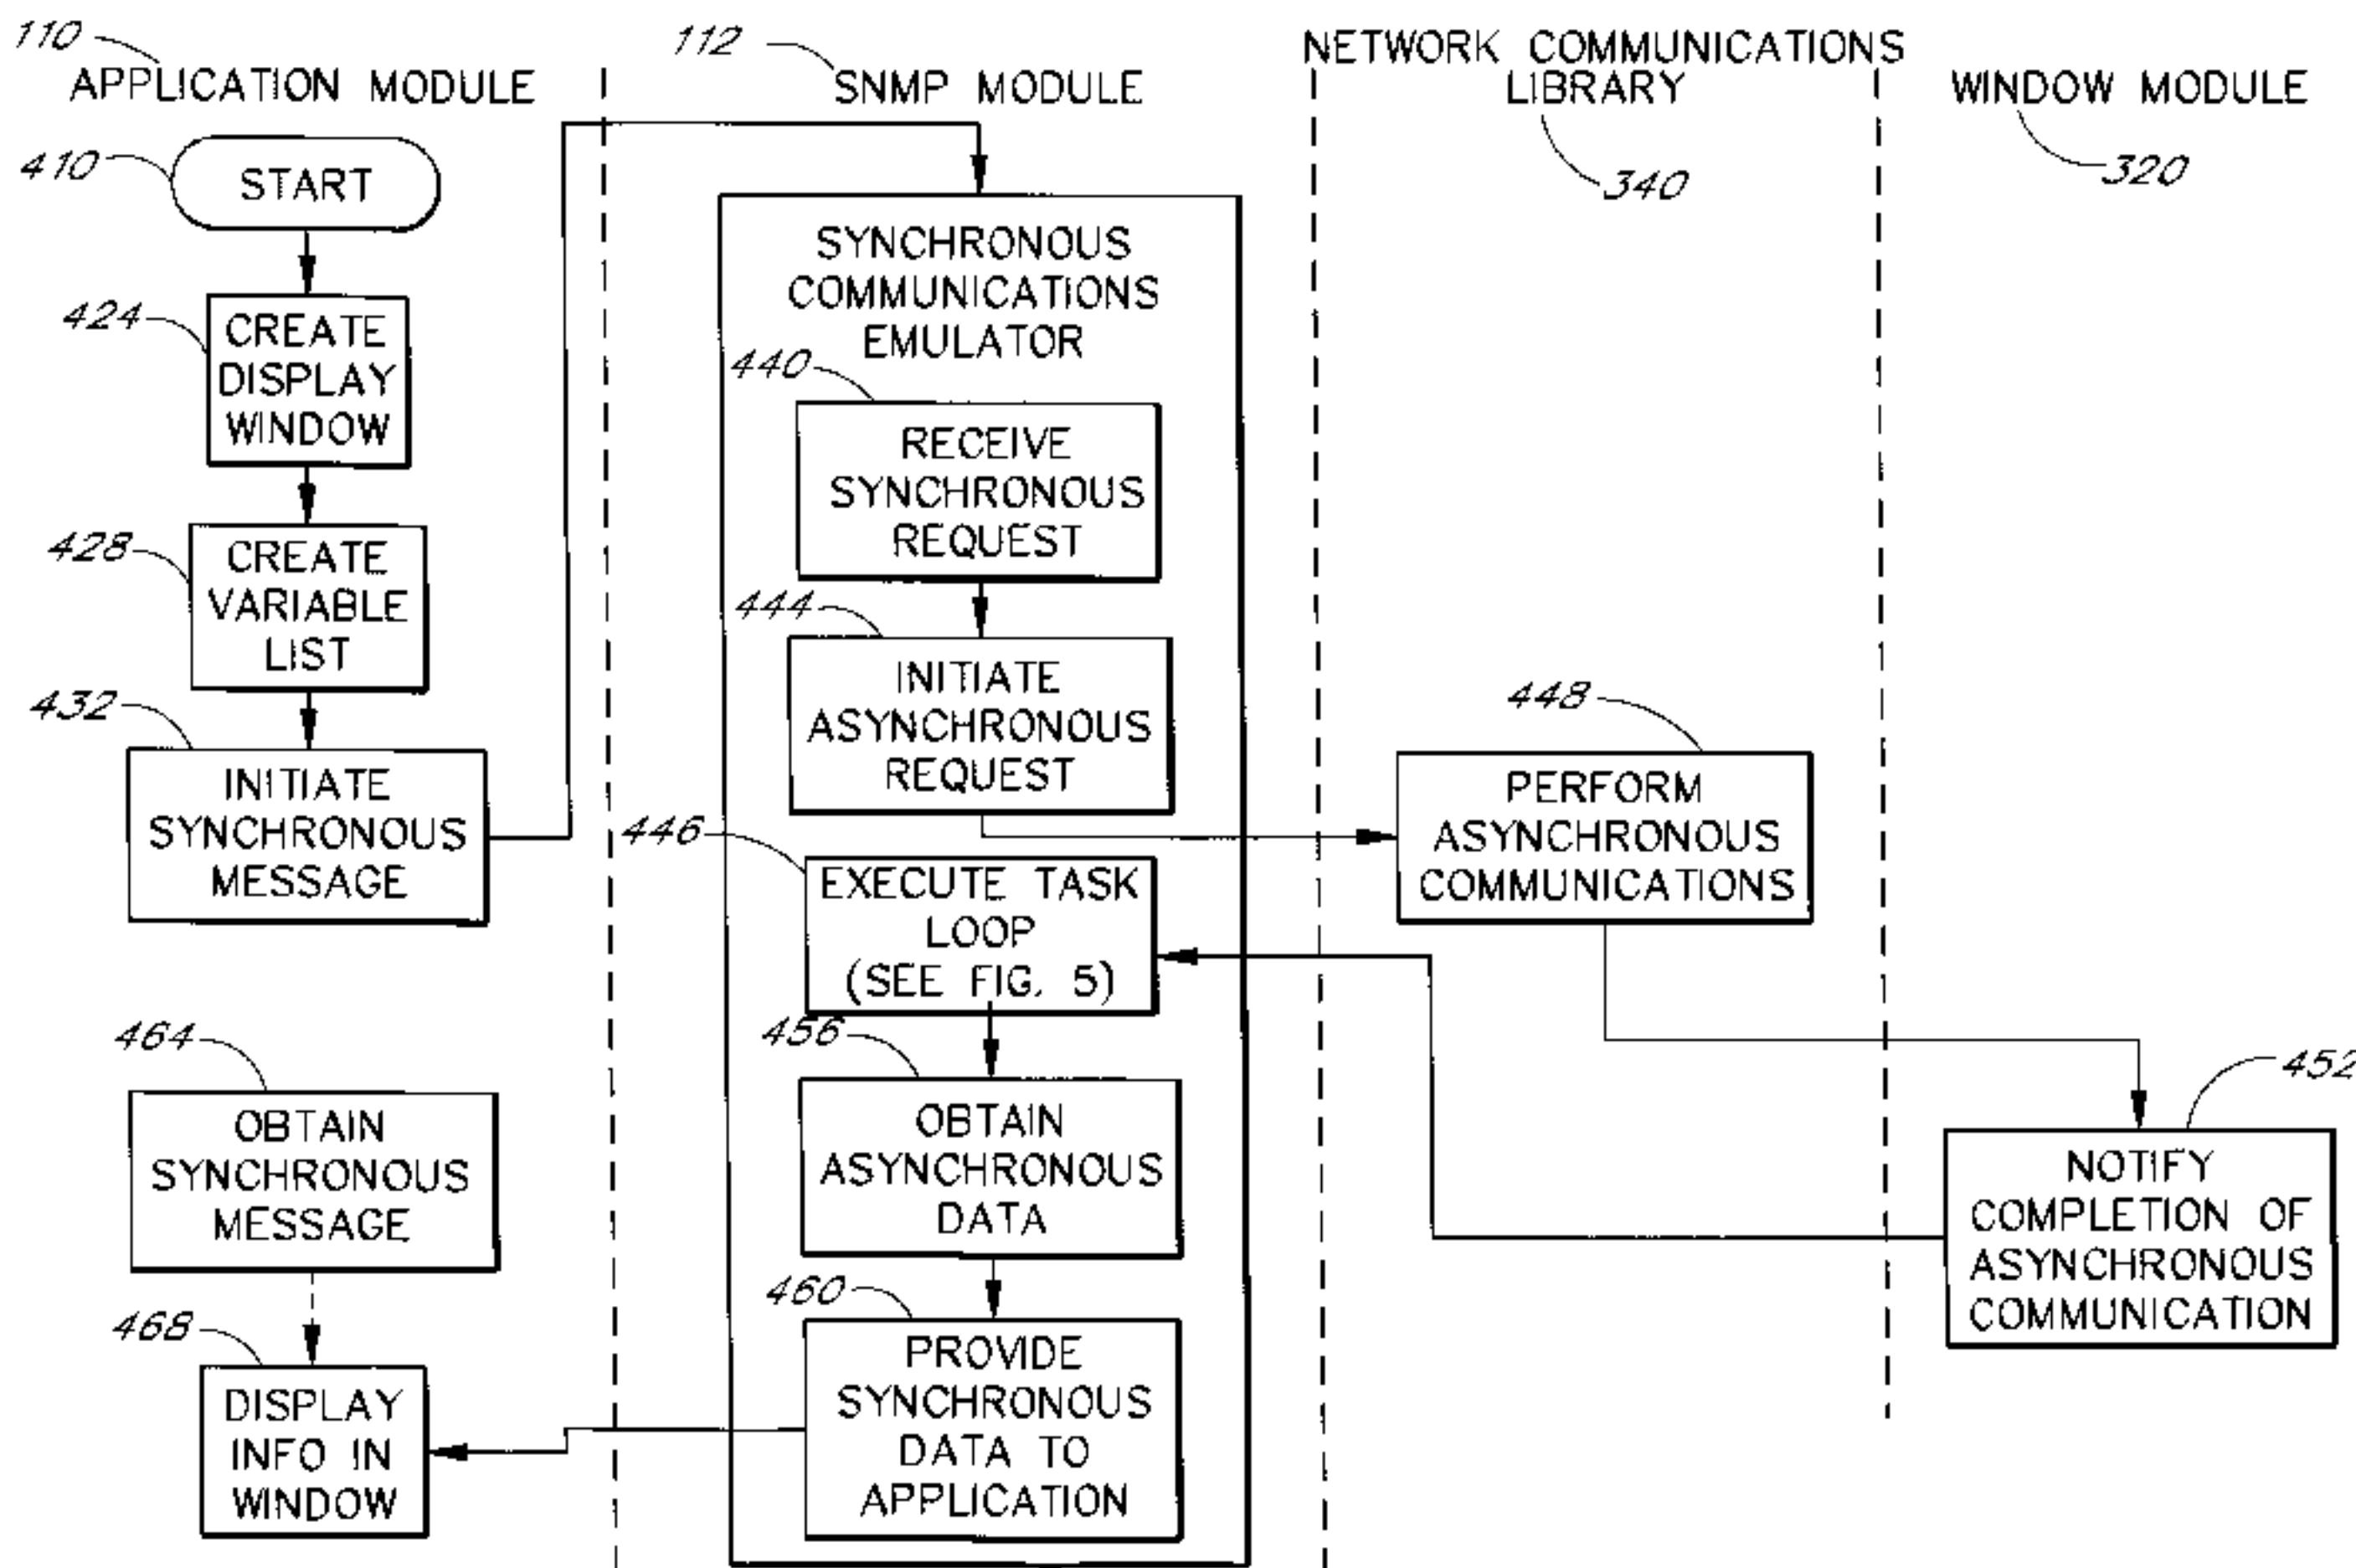 110
APPLICATION MODULE
410
START
424
CREATE
DISPLAY
WINDOW
428
CREATE
VARIABLE
LIST
432
INITIATE
SYNCHRONOUS
MESSAGE
464
OBTAIN
SYNCHRONOUS
MESSAGE
468
DISPLAY
INFO IN
WINDOW
112
SNMP MODULE
SYNCHRONOUS
COMMUNICATIONS
EMULATOR
440
RECEIVE
SYNCHRONOUS
REQUEST
444
INITIATE
ASYNCHRONOUS
REQUEST
446
EXECUTE TASK
LOOP
(SEE FIG. 5)
456
OBTAIN
ASYNCHRONOUS
DATA
460
PROVIDE
SYNCHRONOUS
DATA TO
APPLICATION
NETWORK COMMUNICATIONS
LIBRARY
340
448
PERFORM
ASYNCHRONOUS
COMMUNICATIONS
WINDOW MODULE
320
452
NOTIFY
COMPLETION OF
ASYNCHRONOUS
COMMUNICATION